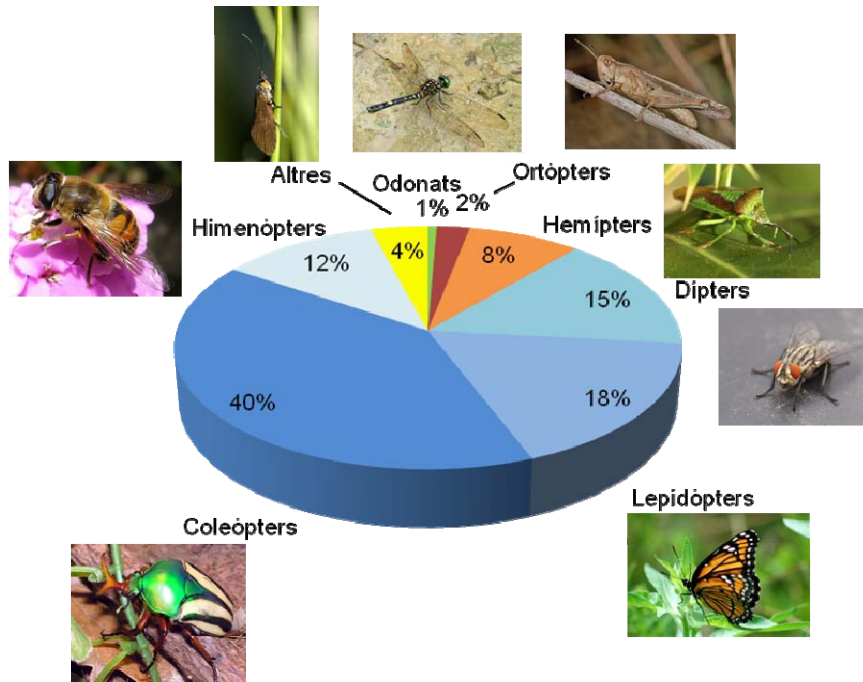 Altres
Odonats
Ortòpters
1%
2%
Himenòpters
Hemípters
4%
8%
12%
Dípters
15%
40%
18%
Lepidòpters
Coleòpters